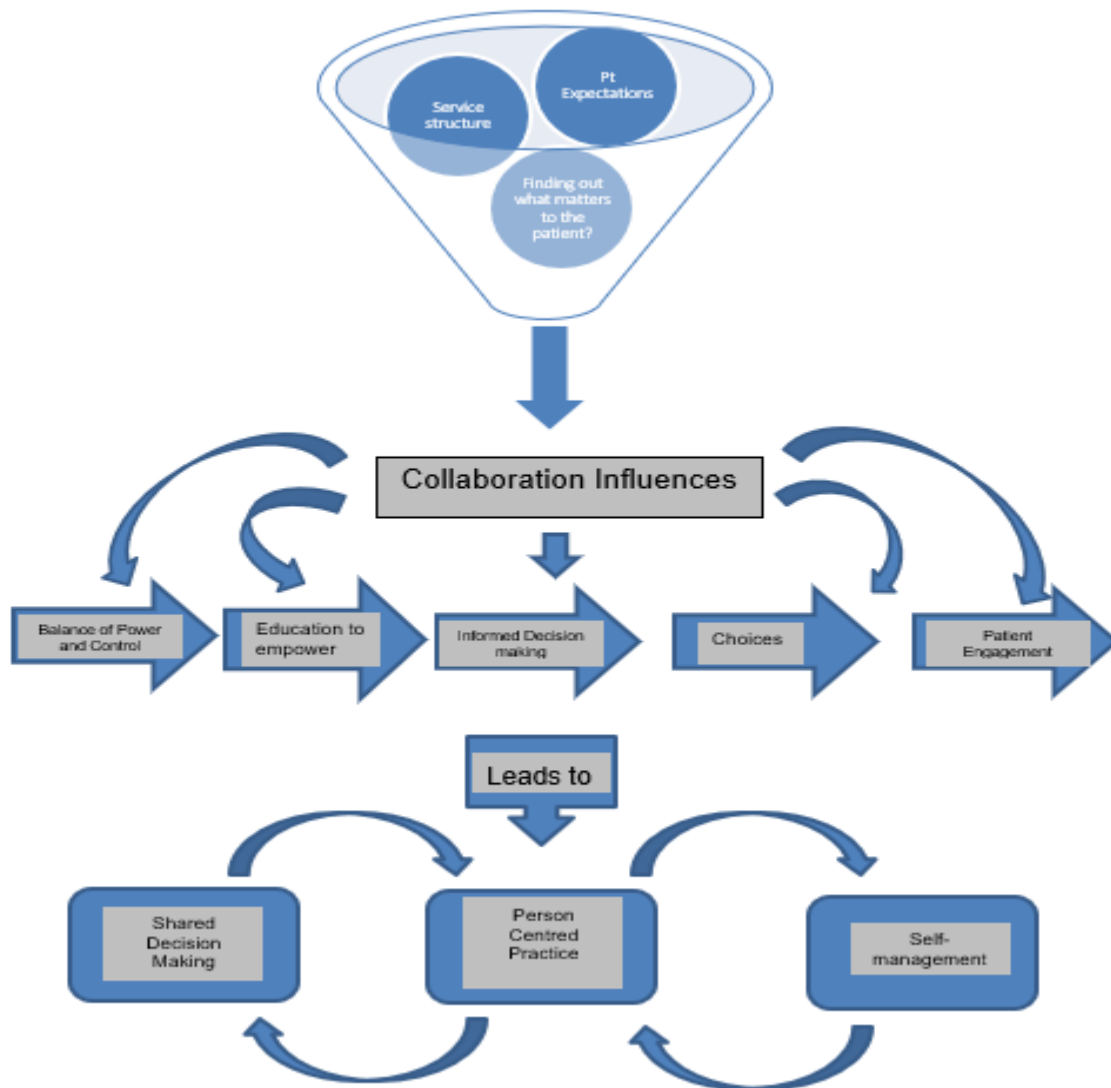 Pt
Expectations
Service
structure
Finding out
what matters
to the
patient?
Collaboration Influences
Balance of Power
and Control
Education to
empower
Informed Decision
making
Choices
Patient
Engagement
Leads to
Shared
Decision
Making
Person
Centred
Practice
Self-
management